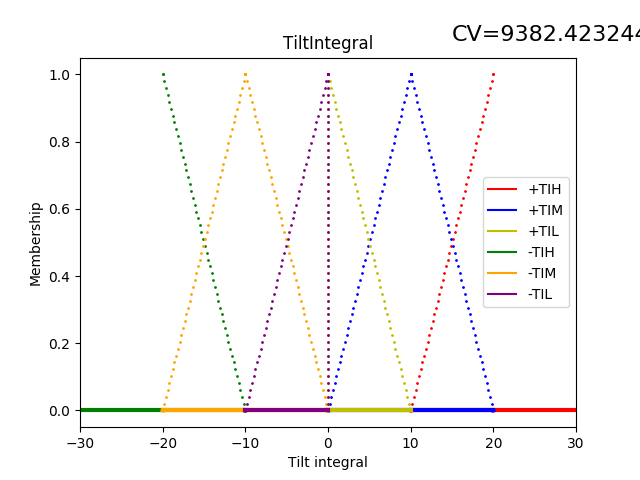 CV=9382.423244
TiltIntegral
1.0
0.8
0.6
0.4
0.2
0.0
Membership
+TIH
+TIM
+TIL
-TIH
-TIM
-TIL
−30 −20 −10 0 10 20 30
Tilt integral